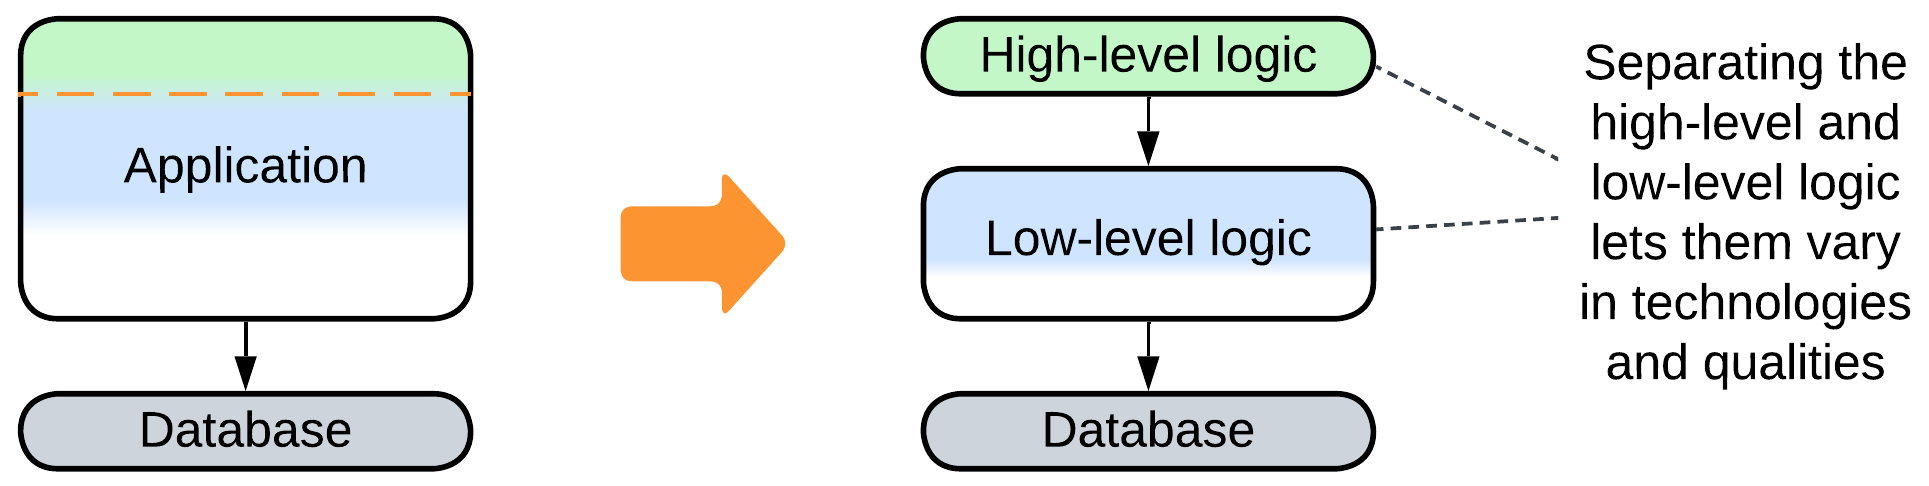 Application
Database
High-level logic
Low-level logic
Database
Separating the
high-level and
low-level logic
lets them vary
in technologies
and qualities